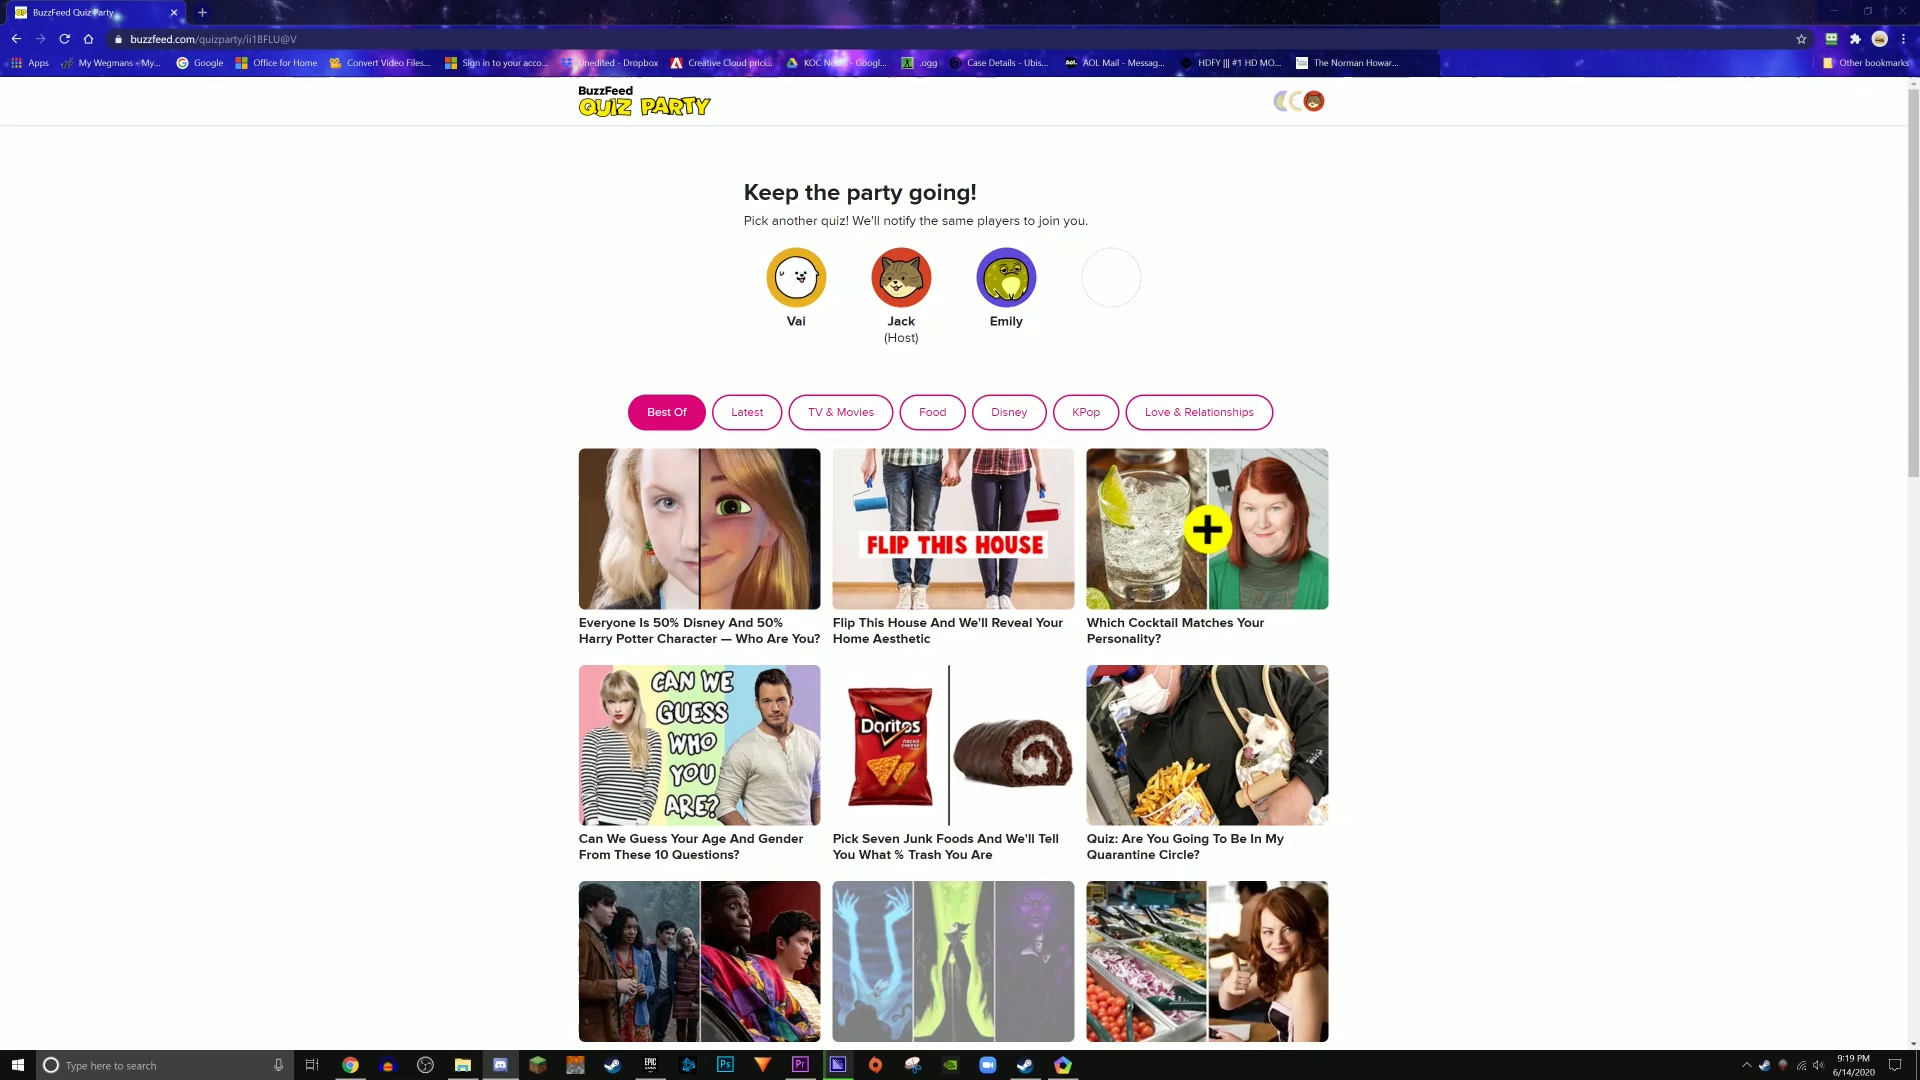 BuzzFeed Quiz Party
buzzfeed.com/quizparty/ii1BFLU@V
Apps
My Wegmans - My...
Google
Office for Home
Convert Video Files...
Sign in to your acco...
Unedited - Dropbox
Creative Cloud prici...
.ogg
Case Details - Ubis...
AOL Mail - Messag...
HDFY ||| #1 HD MO...
The Norman Howar...
Other bookmarks
BuzzFeed
QUIZ PARTY
Keep the party going!
Pick another quiz! We'll notify the same players to join you.
Vai
Jack
(Host)
Emily
Best Of
Latest
TV & Movies
Food
Disney
KPop
Love & Relationships
FLIP THIS HOUSE
Everyone Is 50% Disney And 50%
Harry Potter Character — Who Are You?
Flip This House And We'll Reveal Your
Home Aesthetic
Which Cocktail Matches Your
Personality?
CAN WE
GUESS
WHO
YOU
ARE?
Doritos
NACHO
CHEESE
Can We Guess Your Age And Gender
From These 10 Questions?
Pick Seven Junk Foods And We'll Tell
You What % Trash You Are
Quiz: Are You Going To Be In My
Quarantine Circle?
Type here to search
EPIC
GAMES
Ps
Pr
9:19 PM
6/14/2020